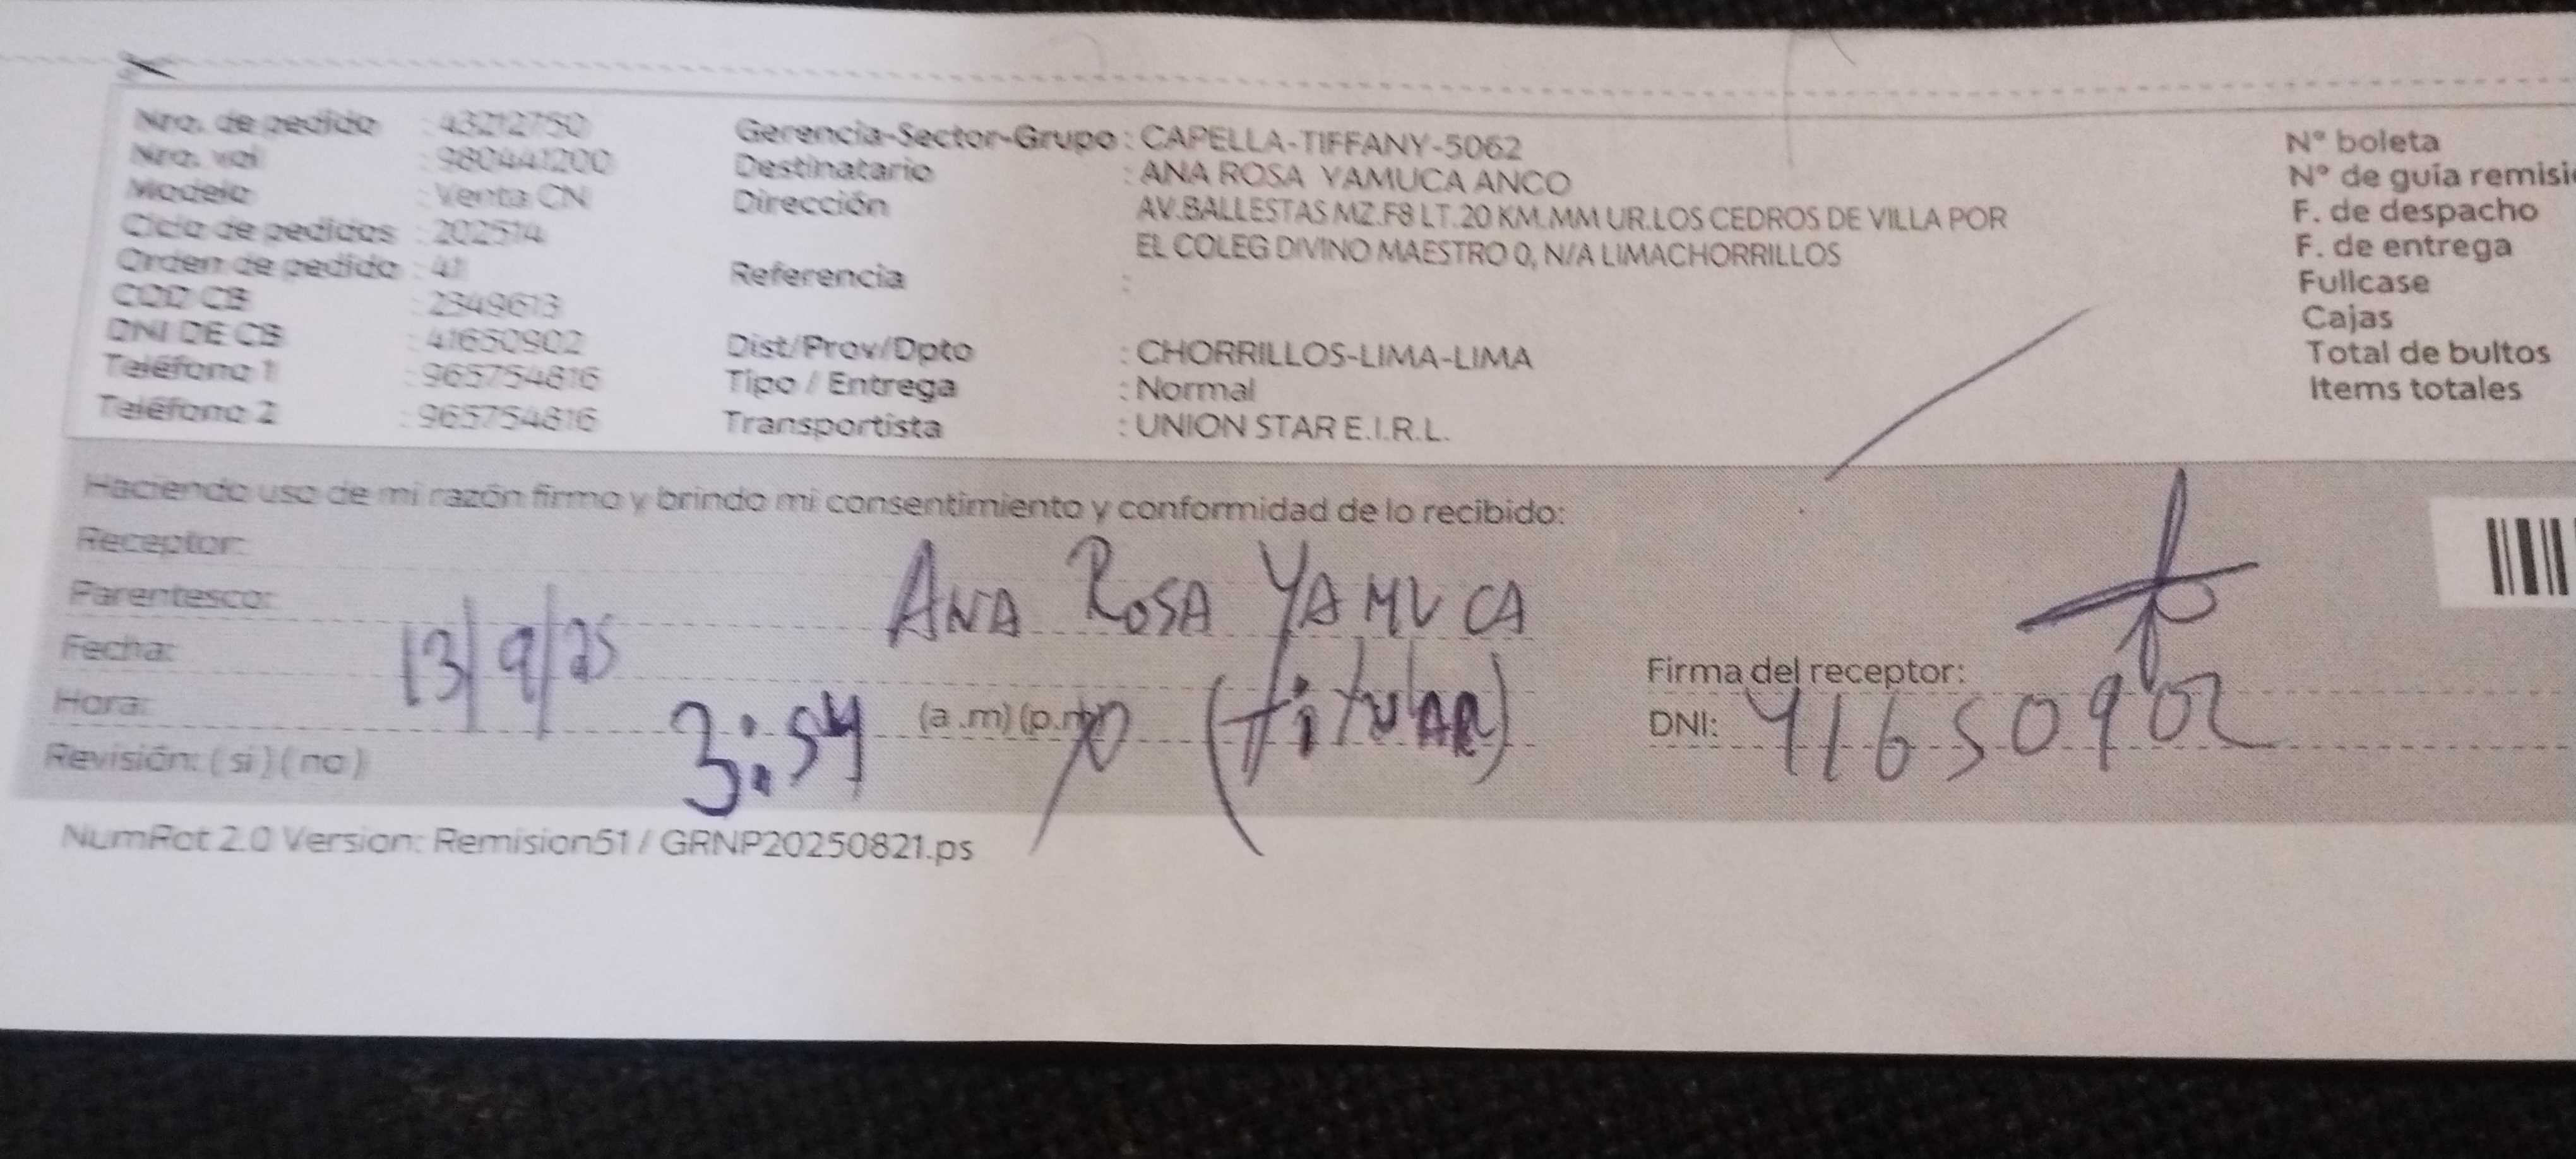 Nro. de pedido : 43212750
Nro. val : 980441200
Modelo : Venta CN
Ciclo de pedidos : 202514
Orden de pedido : 41
COD CB : 2349613
DNI DE CB : 41650902
Teléfono 1 : 965754816
Teléfono 2 : 965754816
Gerencia-Sector-Grupo : CAPELLA-TIFFANY-5062
Destinatario : ANA ROSA YAMUCA ANCO
Dirección AV.BALLESTAS MZ.F8 LT.20 KM.MM UR.LOS CEDROS DE VILLA POR
EL COLEG DIVINO MAESTRO 0, N/A LIMACHORRILLOS
Referencia :
Dist/Prov/Dpto : CHORRILLOS-LIMA-LIMA
Tipo / Entrega : Normal
Transportista : UNION STAR E.I.R.L.
N° boleta
N° de guía remisi
F. de despacho
F. de entrega
Fullcase
Cajas
Total de bultos
Items totales
Haciendo uso de mi razón firmo y brindo mi consentimiento y conformidad de lo recibido:
Receptor: ANA ROSA YAMUCA
Parentesco: (titular)
Fecha: 13/9/25
Hora: 3:54 (a.m) (p.m)
Revisión: ( si ) ( no )
Firma del receptor:
DNI: 41650902
NumRot 2.0 Version: Remision51 / GRNP20250821.ps